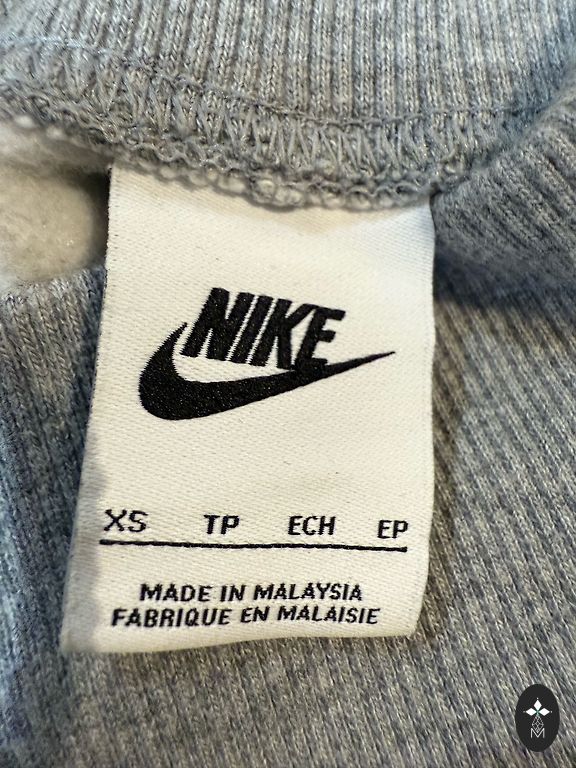 NIKE
XS TP ECH EP
MADE IN MALAYSIA
FABRIQUE EN MALAISIE
M